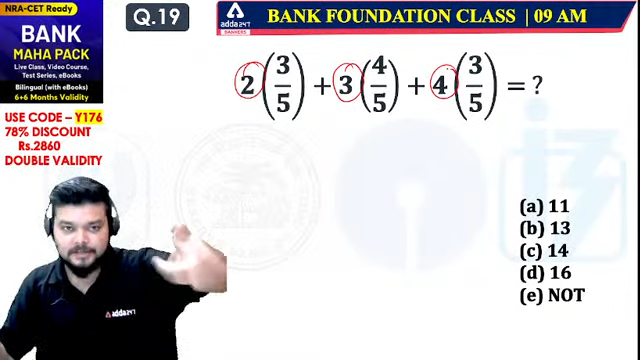 NRA-CET Ready
BANK
MAHA PACK
Live Class, Video Course,
Test Series, eBooks
Bilingual (with eBooks)
6+6 Months Validity
USE CODE – Y176
78% DISCOUNT
Rs.2860
DOUBLE VALIDITY
Q.19
adda247
BANK FOUNDATION CLASS | 09 AM
2(3/5) + 3(4/5) + 4(3/5) = ?
(a) 11
(b) 13
(c) 14
(d) 16
(e) NOT
adda247